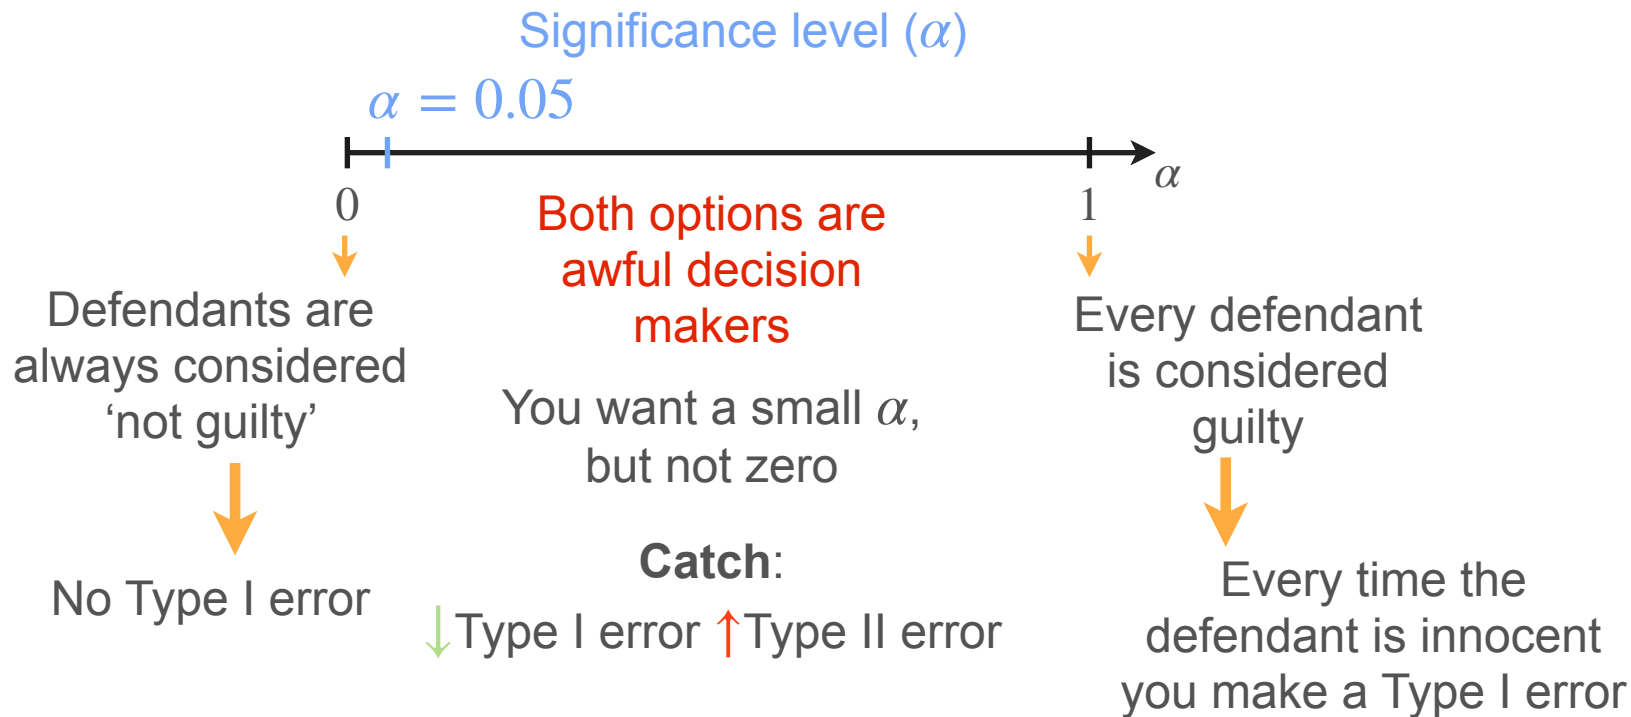 Significance level (α)
α = 0.05
α
0
1
Both options are
awful decision
makers
Defendants are
always considered
‘not guilty’
Every defendant
is considered
guilty
You want a small α,
but not zero
No Type I error
Catch:
↓Type I error ↑Type II error
Every time the
defendant is innocent
you make a Type I error